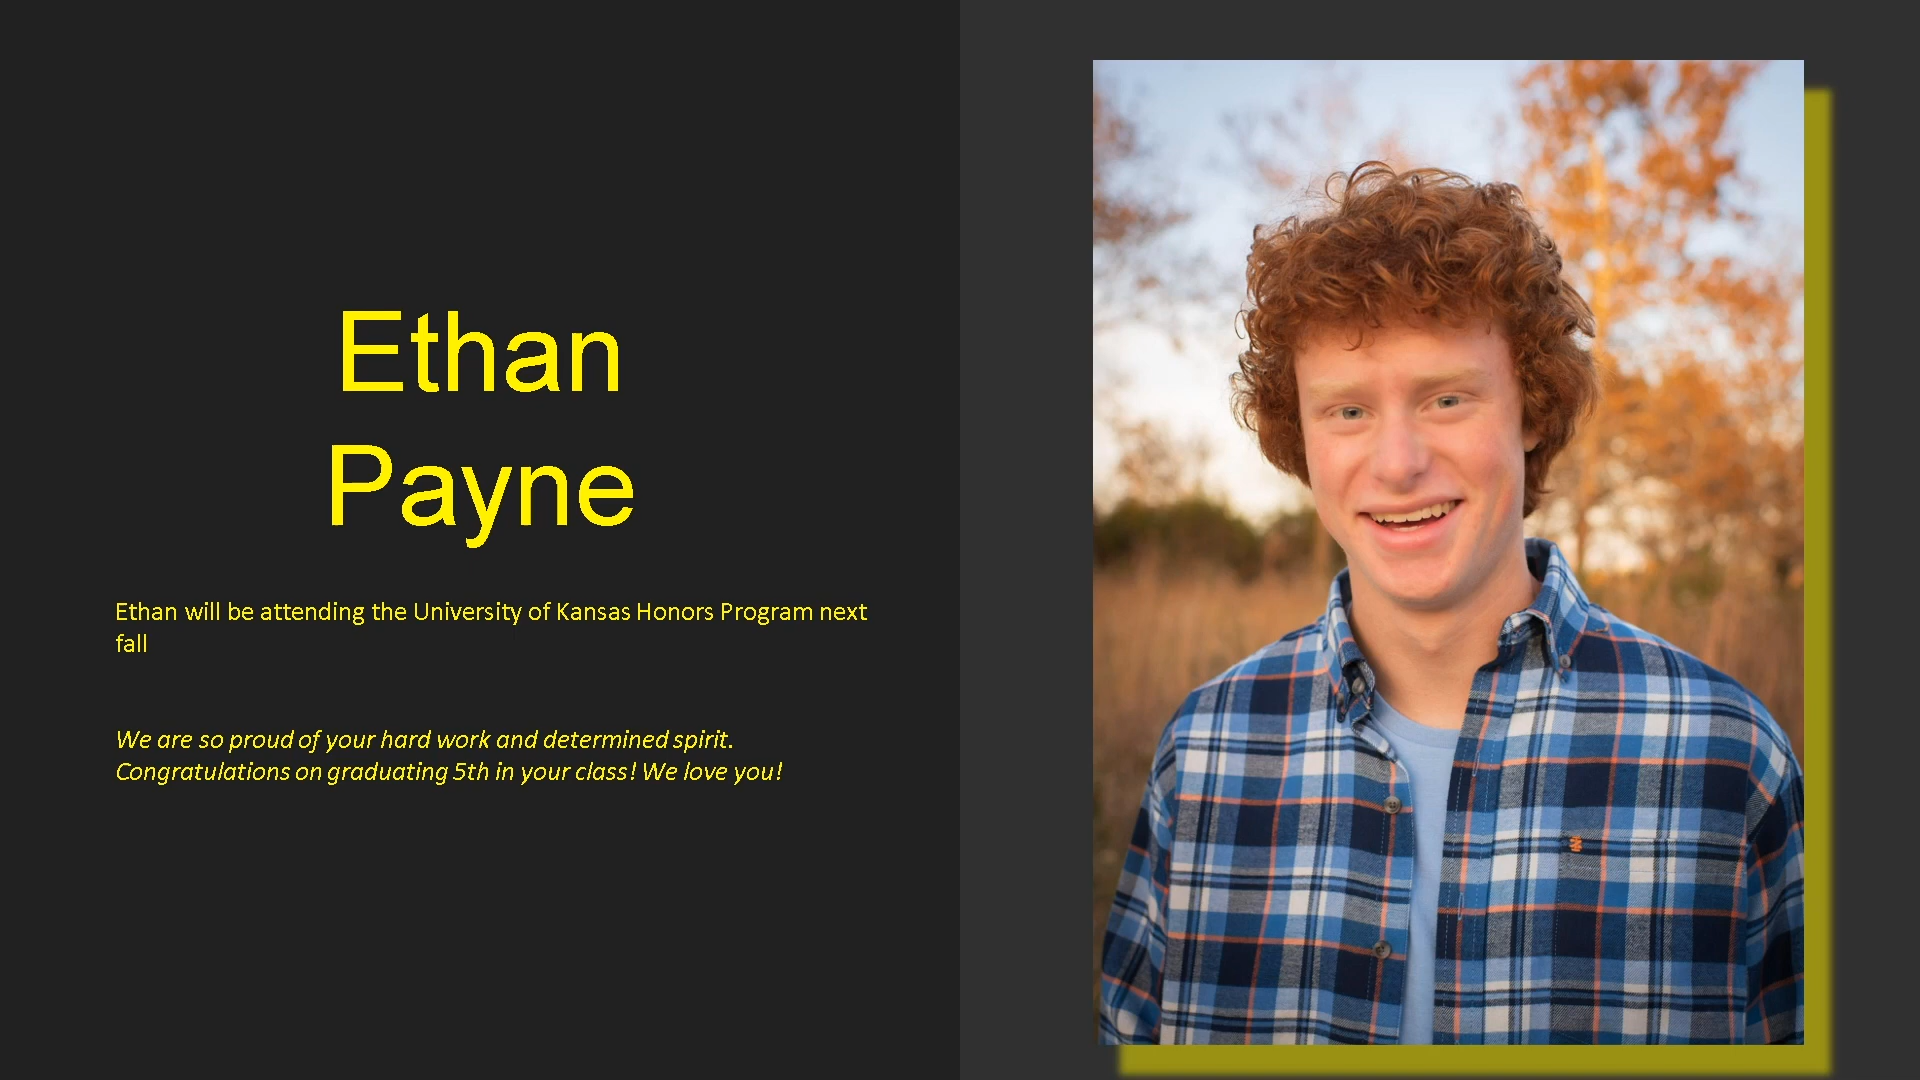 Ethan
Payne
Ethan will be attending the University of Kansas Honors Program next
fall
We are so proud of your hard work and determined spirit.
Congratulations on graduating 5th in your class! We love you!